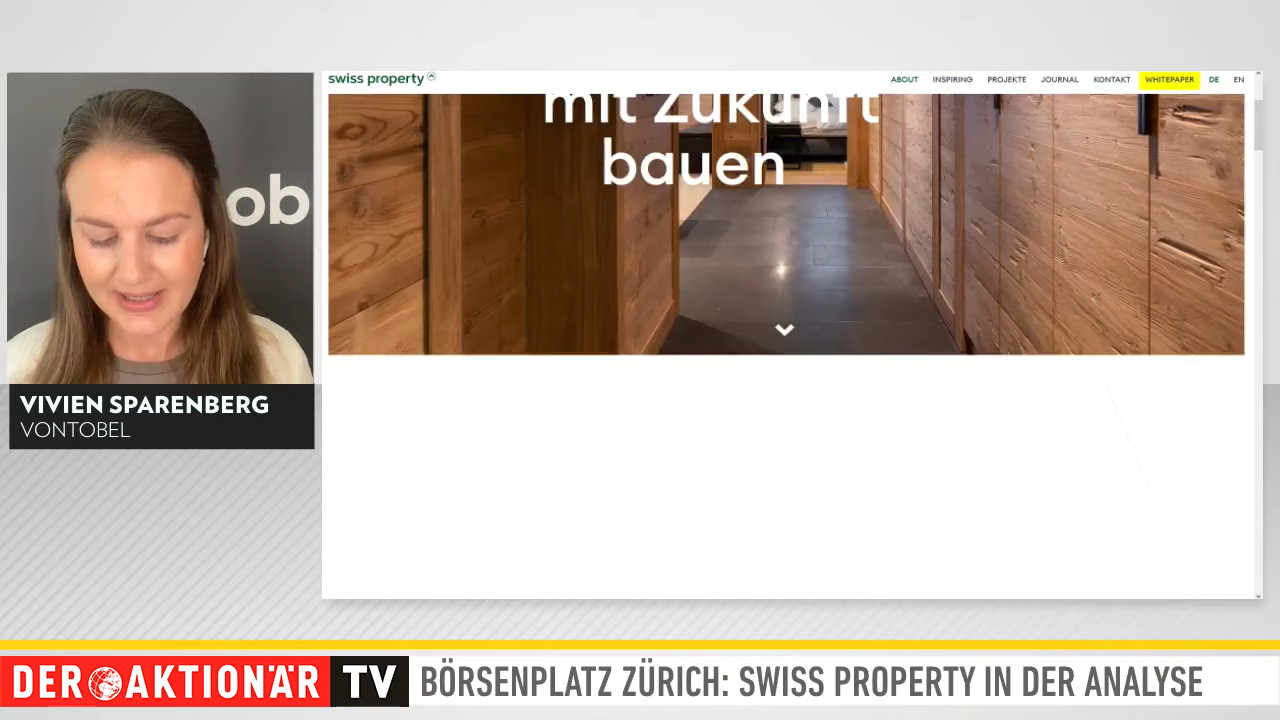 ob
VIVIEN SPARENBERG
VONTOBEL
swiss property
ABOUT INSPIRING PROJEKTE JOURNAL KONTAKT WHITEPAPER DE EN
mit Zukunft
bauen
DER AKTIONÄR TV
BÖRSENPLATZ ZÜRICH: SWISS PROPERTY IN DER ANALYSE